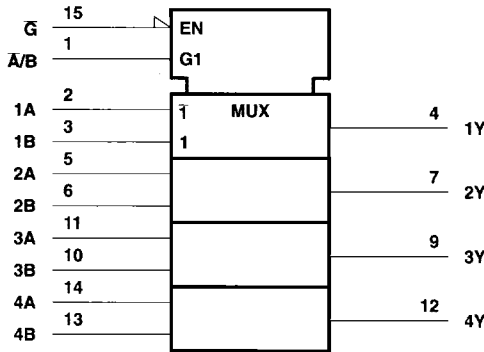 G̅ 15 EN
A̅/B 1 G1
MUX
1A 2 1̅ 4 1Y
1B 3 1
2A 5 7 2Y
2B 6
3A 11 9 3Y
3B 10
4A 14 12 4Y
4B 13